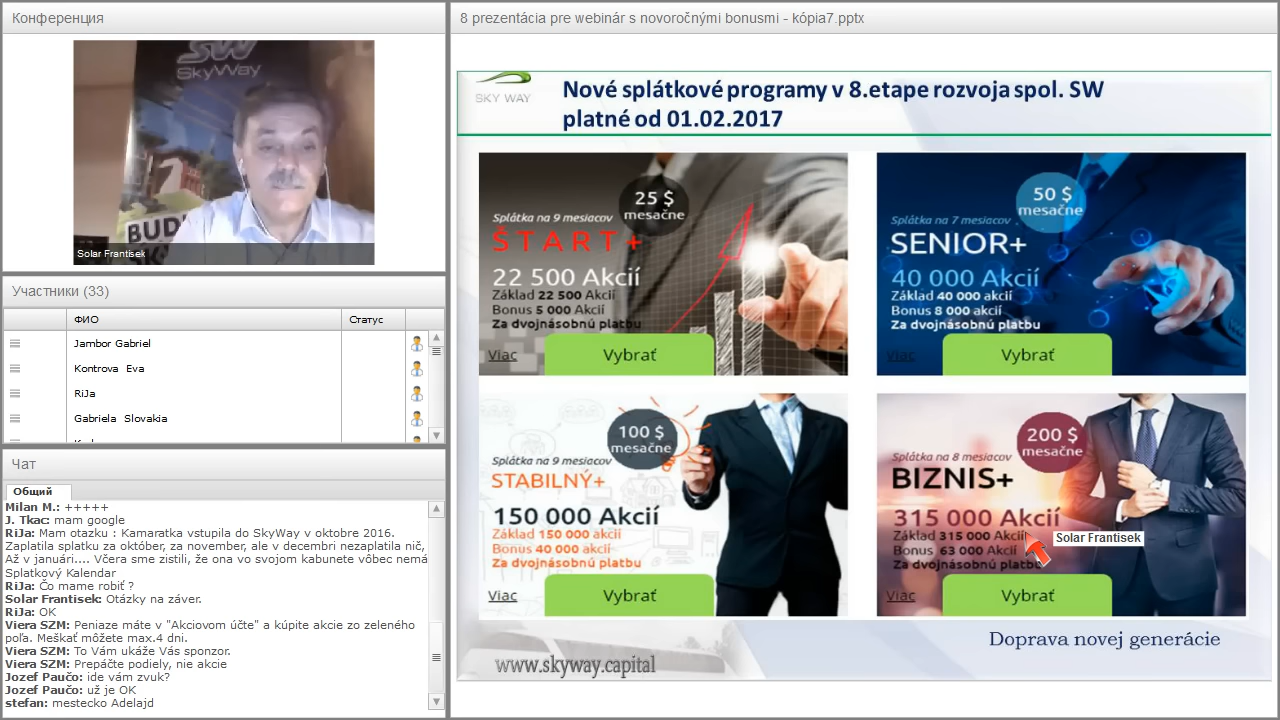 Конференция
SW
SkyWay
BUD
Solar Frantisek
Участники (33)
ФИО
Статус
Jambor Gabriel
Kontrova Eva
RiJa
Gabriela Slovakia
Чат
Общий
Milan M.: +++++
J. Tkac: mam google
RiJa: Mam otazku : Kamaratka vstupila do SkyWay v oktobre 2016.
Zaplatila splatku za október, za november, ale v decembri nezaplatila nič,
Až v januári.... Včera sme zistili, že ona vo svojom kabunete vôbec nemá
Splatkový Kalendar
RiJa: Čo mame robiť ?
Solar Frantisek: Otázky na záver.
RiJa: OK
Viera SZM: Peniaze máte v "Akciovom účte" a kúpite akcie zo zeleného
poľa. Meškať môžete max.4 dni.
Viera SZM: To Vám ukáže Vás sponzor.
Viera SZM: Prepáčte podiely, nie akcie
Jozef Paučo: ide vám zvuk?
Jozef Paučo: už je OK
stefan: mestecko Adelajd
8 prezentácia pre webinár s novoročnými bonusmi - kópia7.pptx
SKY WAY
Nové splátkové programy v 8.etape rozvoja spol. SW
platné od 01.02.2017
25 $
mesačne
Splátka na 9 mesiacov
ŠTART+
22 500 Akcií
Základ 22 500 Akcií
Bonus 5 000 Akcií
Za dvojnásobnú platbu
Viac
Vybrať
50 $
mesačne
Splátka na 7 mesiacov
SENIOR+
40 000 Akcií
Základ 40 000 akcií
Bonus 8 000 akcií
Za dvojnásobnú platbu
Viac
Vybrať
100 $
mesačne
Splátka na 9 mesiacov
STABILNÝ+
150 000 Akcií
Základ 150 000 akcií
Bonus 40 000 akcií
Za dvojnásobnú platbu
Viac
Vybrať
200 $
mesačne
Splátka na 8 mesiacov
BIZNIS+
315 000 Akcií
Základ 315 000 Akcií
Bonus 63 000 Akcií
Za dvojnásobnú platbu
Viac
Vybrať
Solar Frantisek
Doprava novej generácie
www.skyway.capital